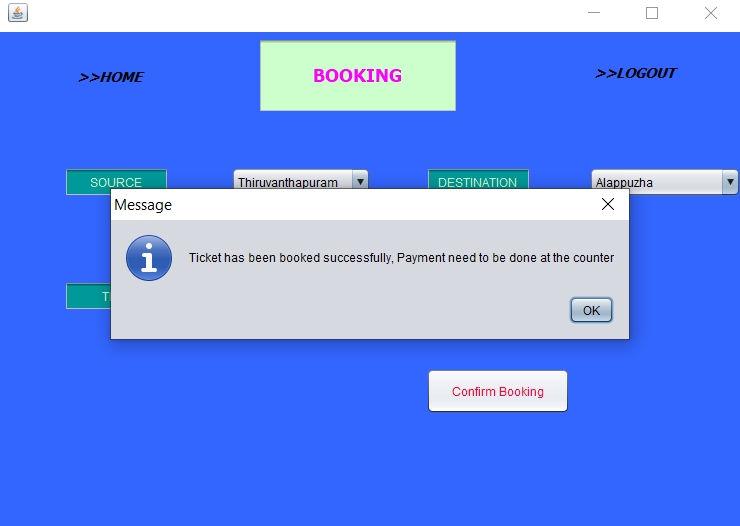 BOOKING
>>HOME
>>LOGOUT
SOURCE
Thiruvanthapuram
DESTINATION
Alappuzha
Message
Ticket has been booked successfully, Payment need to be done at the counter
OK
Confirm Booking